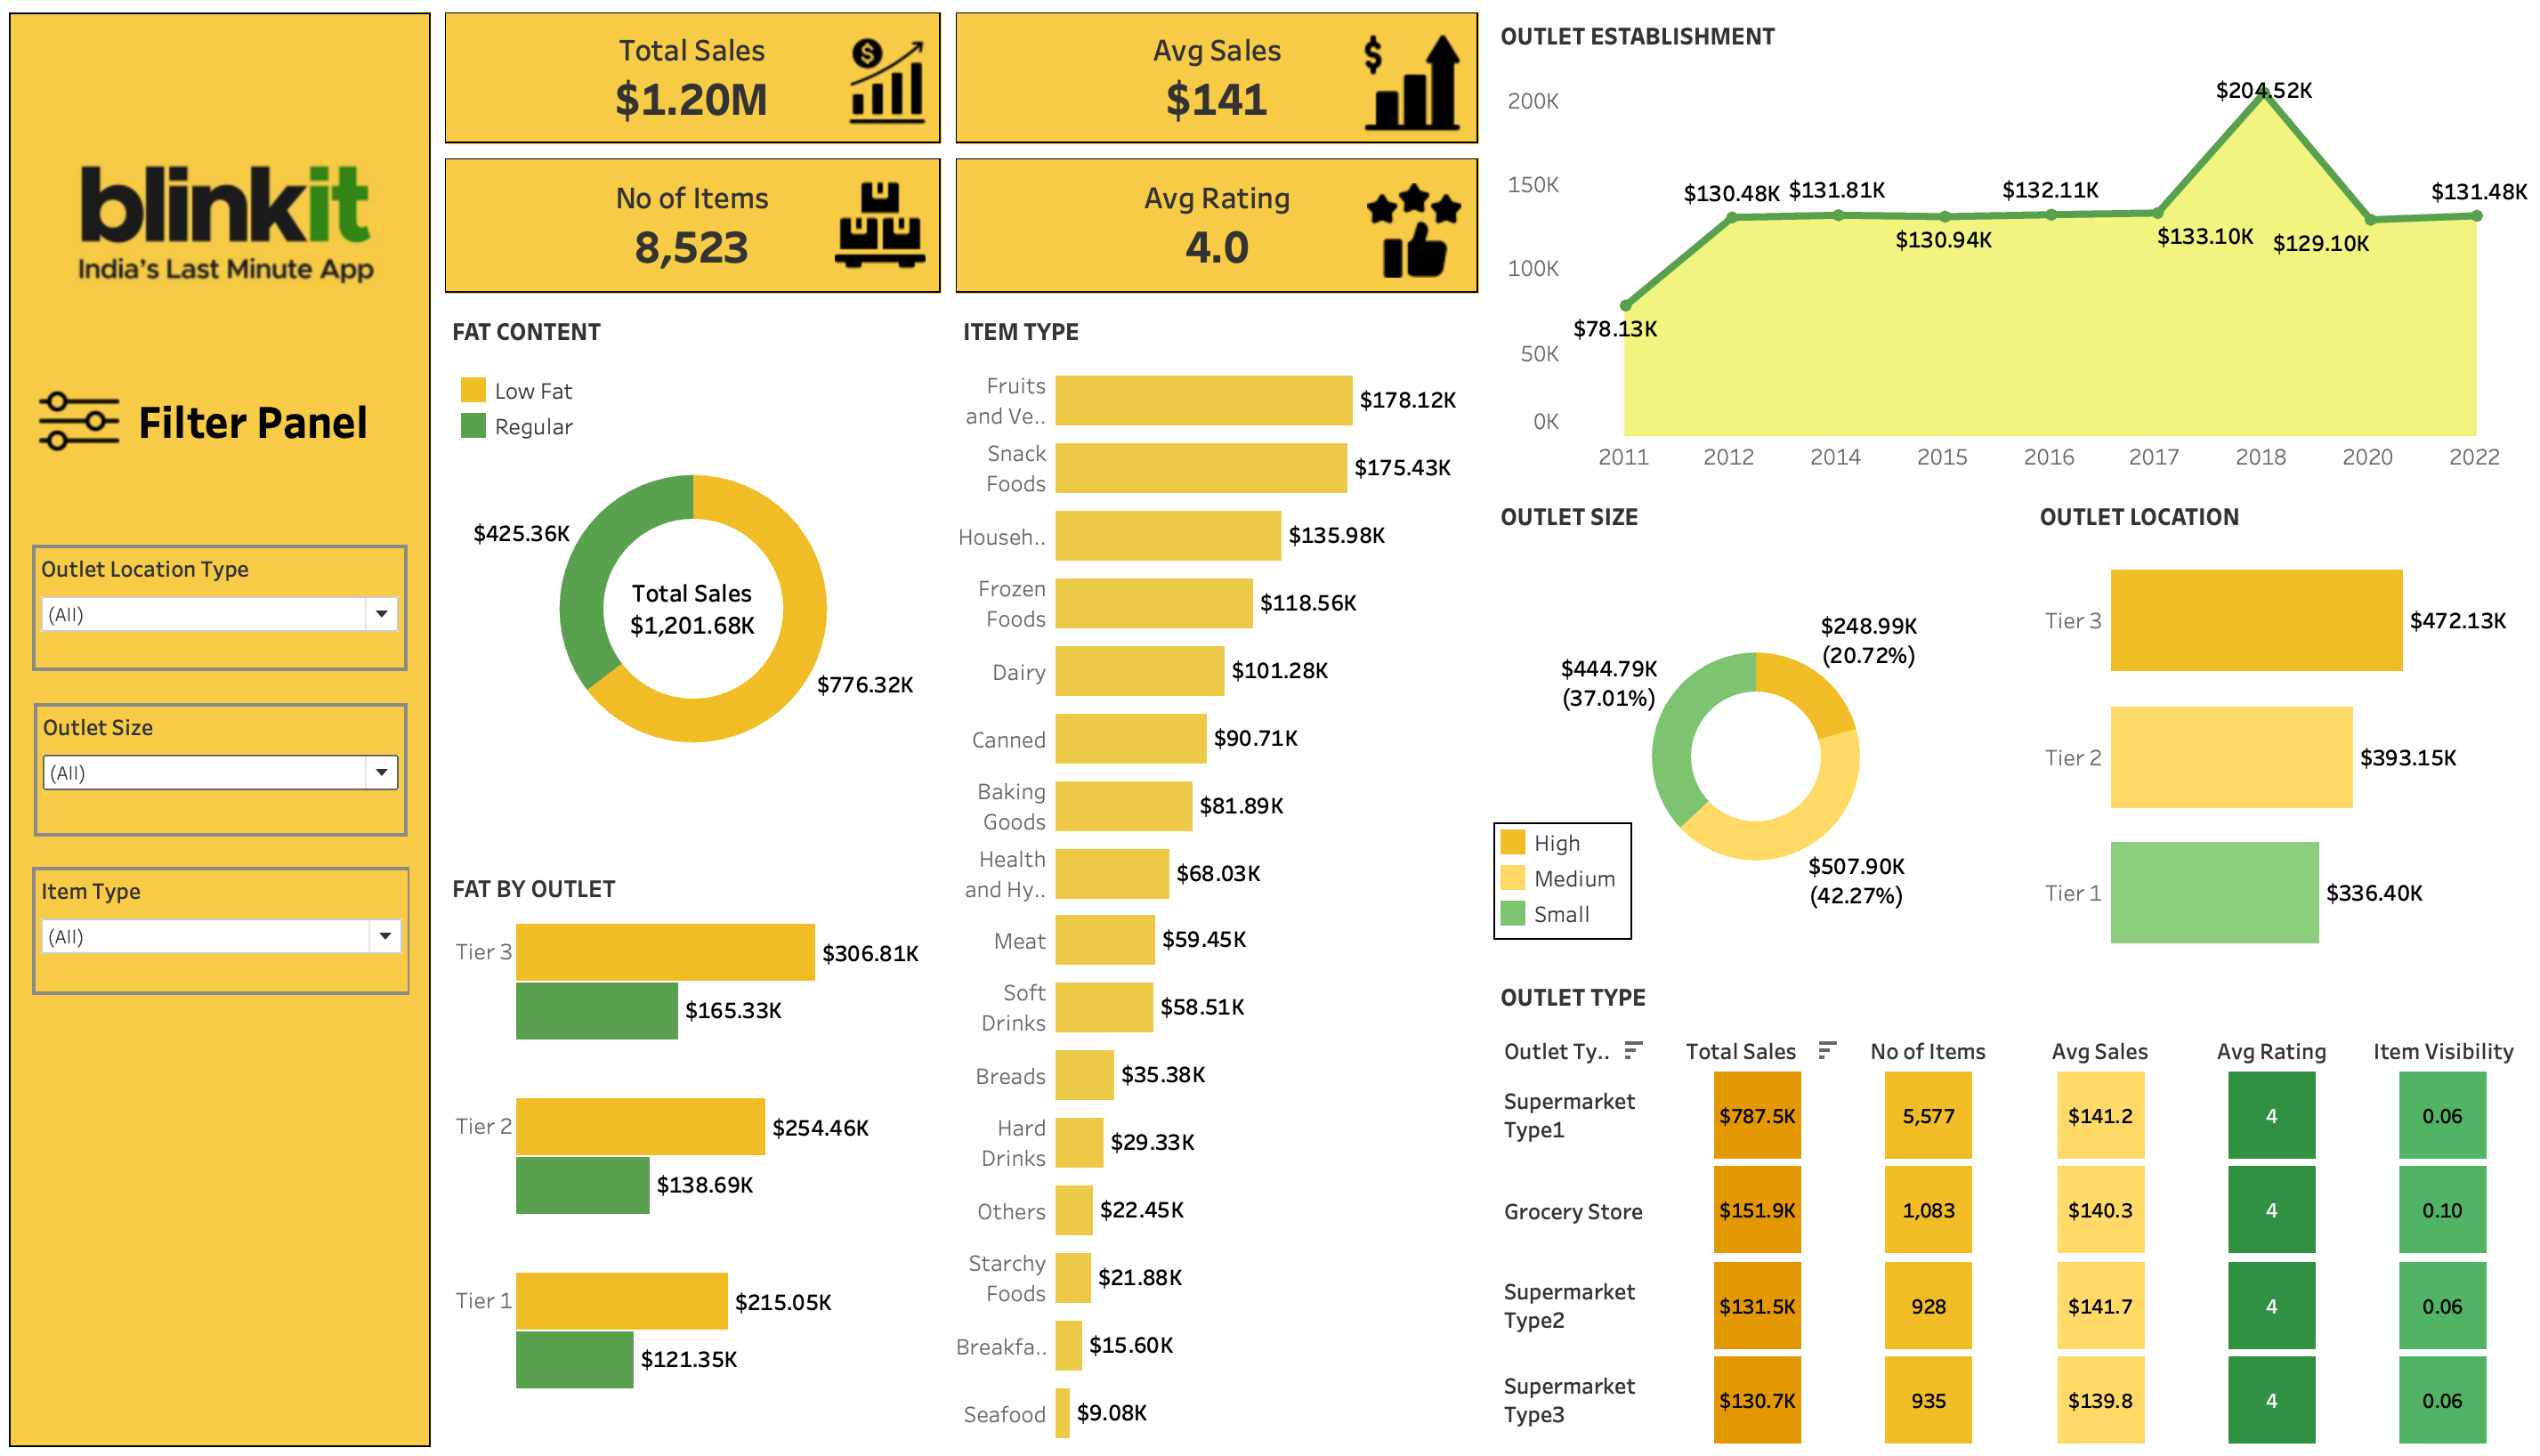 blinkit
India's Last Minute App
Filter Panel
Outlet Location Type
(All)
Outlet Size
(All)
Item Type
(All)
Total Sales
$1.20M
Avg Sales
$141
No of Items
8,523
Avg Rating
4.0
FAT CONTENT
Low Fat
Regular
$425.36K
Total Sales
$1,201.68K
$776.32K
FAT BY OUTLET
Tier 3
$306.81K
$165.33K
Tier 2
$254.46K
$138.69K
Tier 1
$215.05K
$121.35K
ITEM TYPE
Fruits
and Ve..
$178.12K
Snack
Foods
$175.43K
Househ..
$135.98K
Frozen
Foods
$118.56K
Dairy
$101.28K
Canned
$90.71K
Baking
Goods
$81.89K
Health
and Hy..
$68.03K
Meat
$59.45K
Soft
Drinks
$58.51K
Breads
$35.38K
Hard
Drinks
$29.33K
Others
$22.45K
Starchy
Foods
$21.88K
Breakfa..
$15.60K
Seafood
$9.08K
OUTLET ESTABLISHMENT
200K
150K
100K
50K
0K
$78.13K
$130.48K
$131.81K
$130.94K
$132.11K
$133.10K
$204.52K
$129.10K
$131.48K
2011 2012 2014 2015 2016 2017 2018 2020 2022
OUTLET SIZE
$248.99K
(20.72%)
$444.79K
(37.01%)
$507.90K
(42.27%)
High
Medium
Small
OUTLET LOCATION
Tier 3
$472.13K
Tier 2
$393.15K
Tier 1
$336.40K
OUTLET TYPE
Outlet Ty.. Total Sales No of Items Avg Sales Avg Rating Item Visibility
Supermarket
Type1
$787.5K 5,577 $141.2 4 0.06
Grocery Store $151.9K 1,083 $140.3 4 0.10
Supermarket
Type2
$131.5K 928 $141.7 4 0.06
Supermarket
Type3
$130.7K 935 $139.8 4 0.06